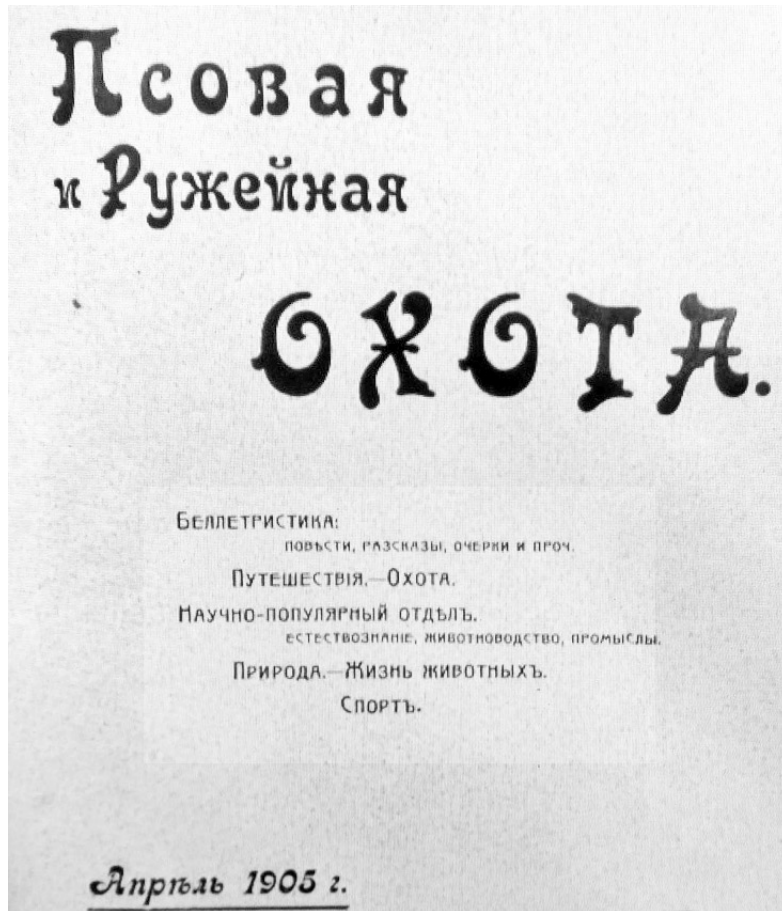 Псовая
и Ружейная
ОХОТА.
БЕЛЛЕТРИСТИКА:
ПОВѢСТИ, РАЗСКАЗЫ, ОЧЕРКИ И ПРОЧ.
ПУТЕШЕСТВІЯ.—ОХОТА.
НАУЧНО-ПОПУЛЯРНЫЙ ОТДѢЛЪ.
ЕСТЕСТВОЗНАНІЕ, ЖИВОТНОВОДСТВО, ПРОМЫСЛЫ.
ПРИРОДА.—ЖИЗНЬ ЖИВОТНЫХЪ.
СПОРТЪ.
Апрѣль 1905 г.